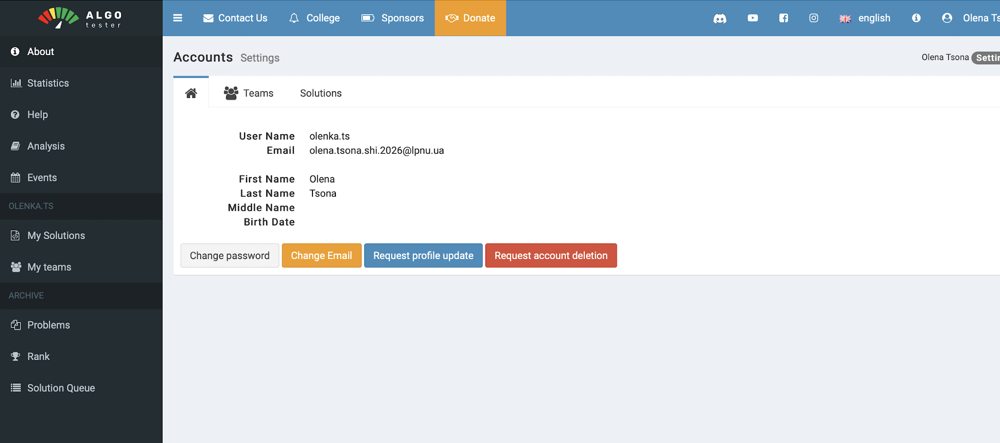 ALGO
tester
Contact Us
College
Sponsors
Donate
english
Olena Ts
About
Statistics
Help
Analysis
Events
OLENKA.TS
My Solutions
My teams
ARCHIVE
Problems
Rank
Solution Queue
Accounts Settings
Olena Tsona Settin
Teams
Solutions
User Name olenka.ts
Email olena.tsona.shi.2026@lpnu.ua
First Name Olena
Last Name Tsona
Middle Name
Birth Date
Change password
Change Email
Request profile update
Request account deletion